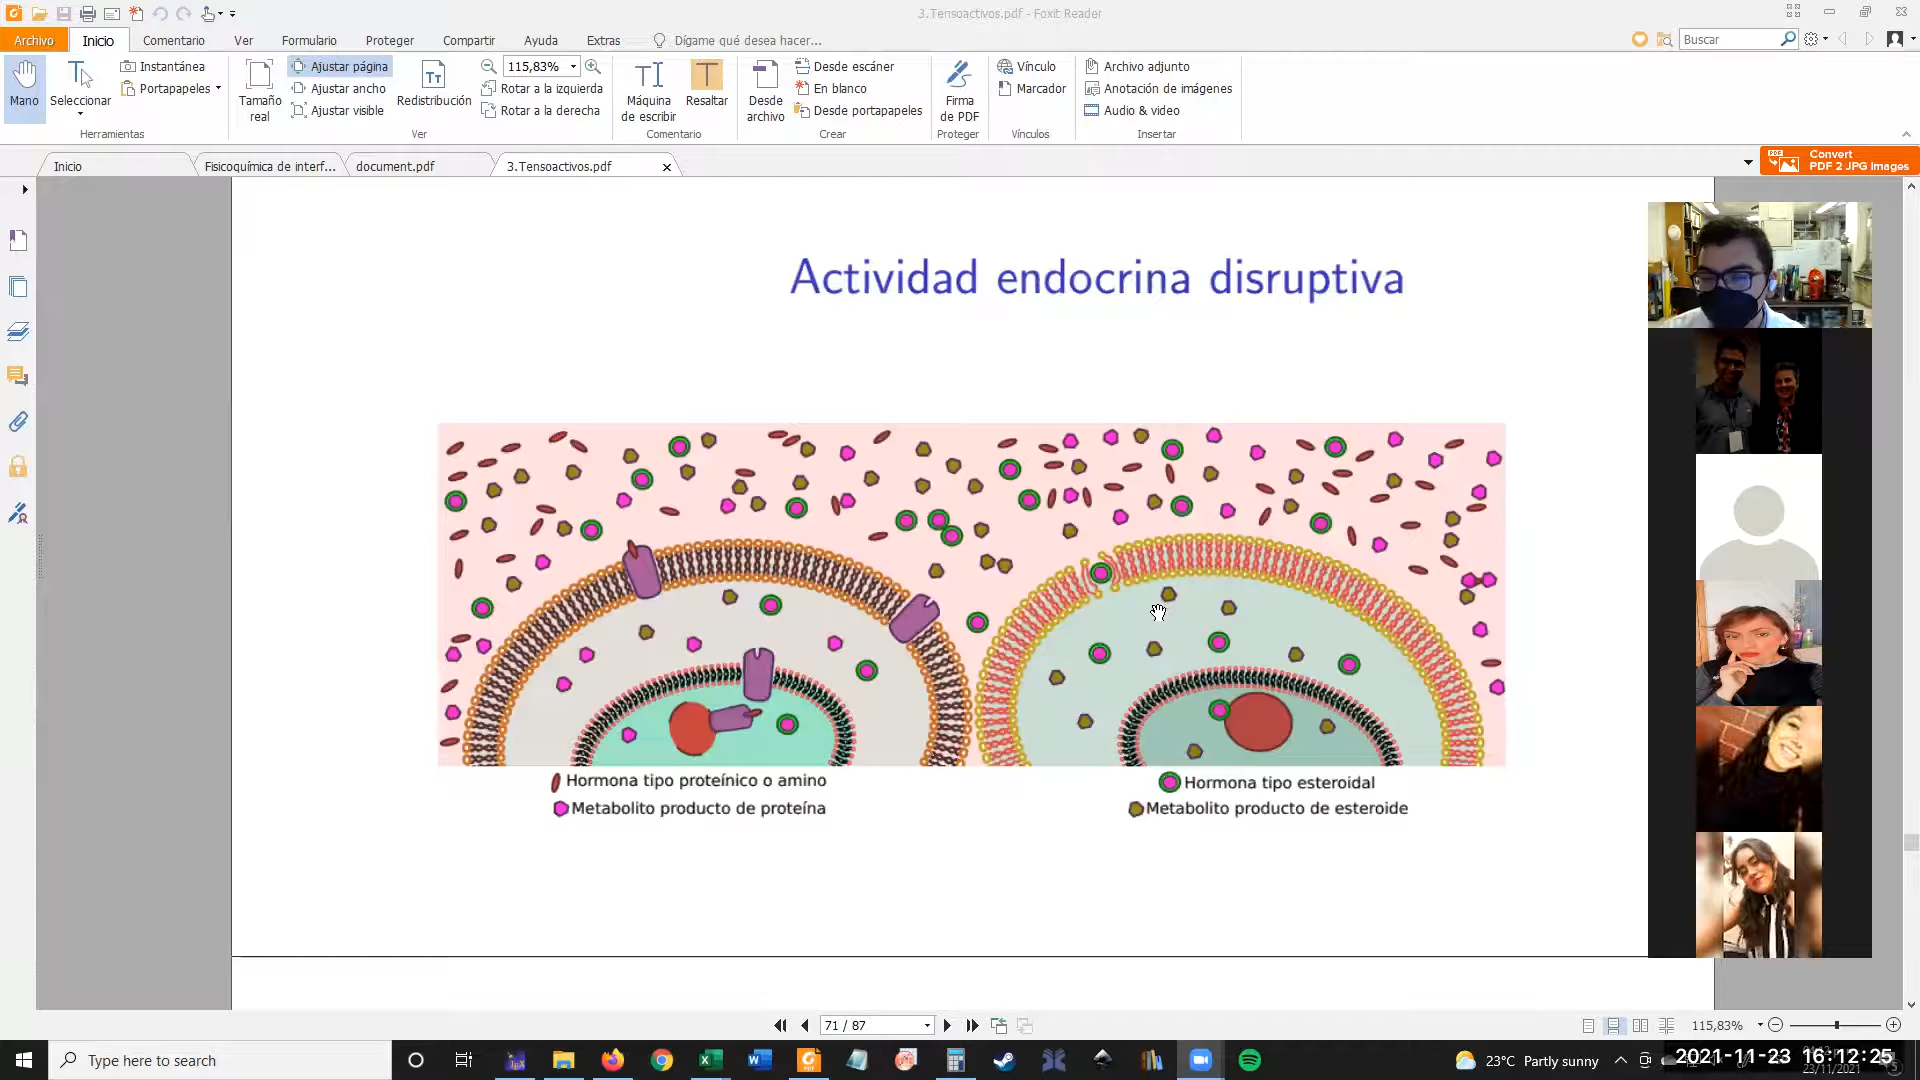 3.Tensoactivos.pdf - Foxit Reader
Archivo
Inicio
Comentario
Ver
Formulario
Proteger
Compartir
Ayuda
Extras
Dígame qué desea hacer...
Buscar
Mano
Seleccionar
Instantánea
Portapapeles
Herramientas
Tamaño
real
Ajustar página
Ajustar ancho
Ajustar visible
Redistribución
115,83%
Rotar a la izquierda
Rotar a la derecha
Ver
Máquina
de escribir
Resaltar
Comentario
Desde
archivo
Desde escáner
En blanco
Desde portapapeles
Crear
Firma
de PDF
Proteger
Vínculo
Marcador
Vínculos
Archivo adjunto
Anotación de imágenes
Audio & video
Insertar
Inicio
Fisicoquímica de interf...
document.pdf
3.Tensoactivos.pdf
Convert
PDF 2 JPG Images
Actividad endocrina disruptiva
Hormona tipo proteínico o amino
Metabolito producto de proteína
Hormona tipo esteroidal
Metabolito producto de esteroide
71 / 87
115,83%
Type here to search
23°C Partly sunny
2021-11-23 16:12:25
23/11/2021